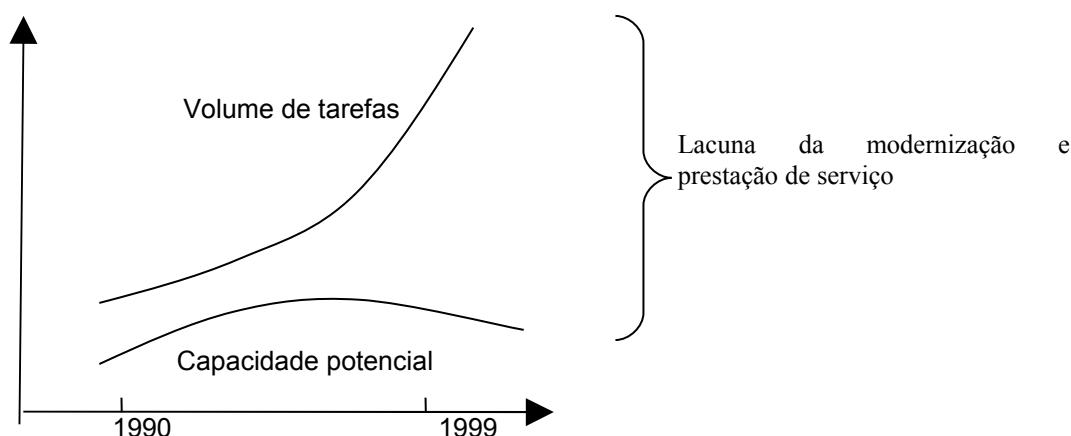 Volume de tarefas
Lacuna da modernização e
prestação de serviço
Capacidade potencial
1990
1999